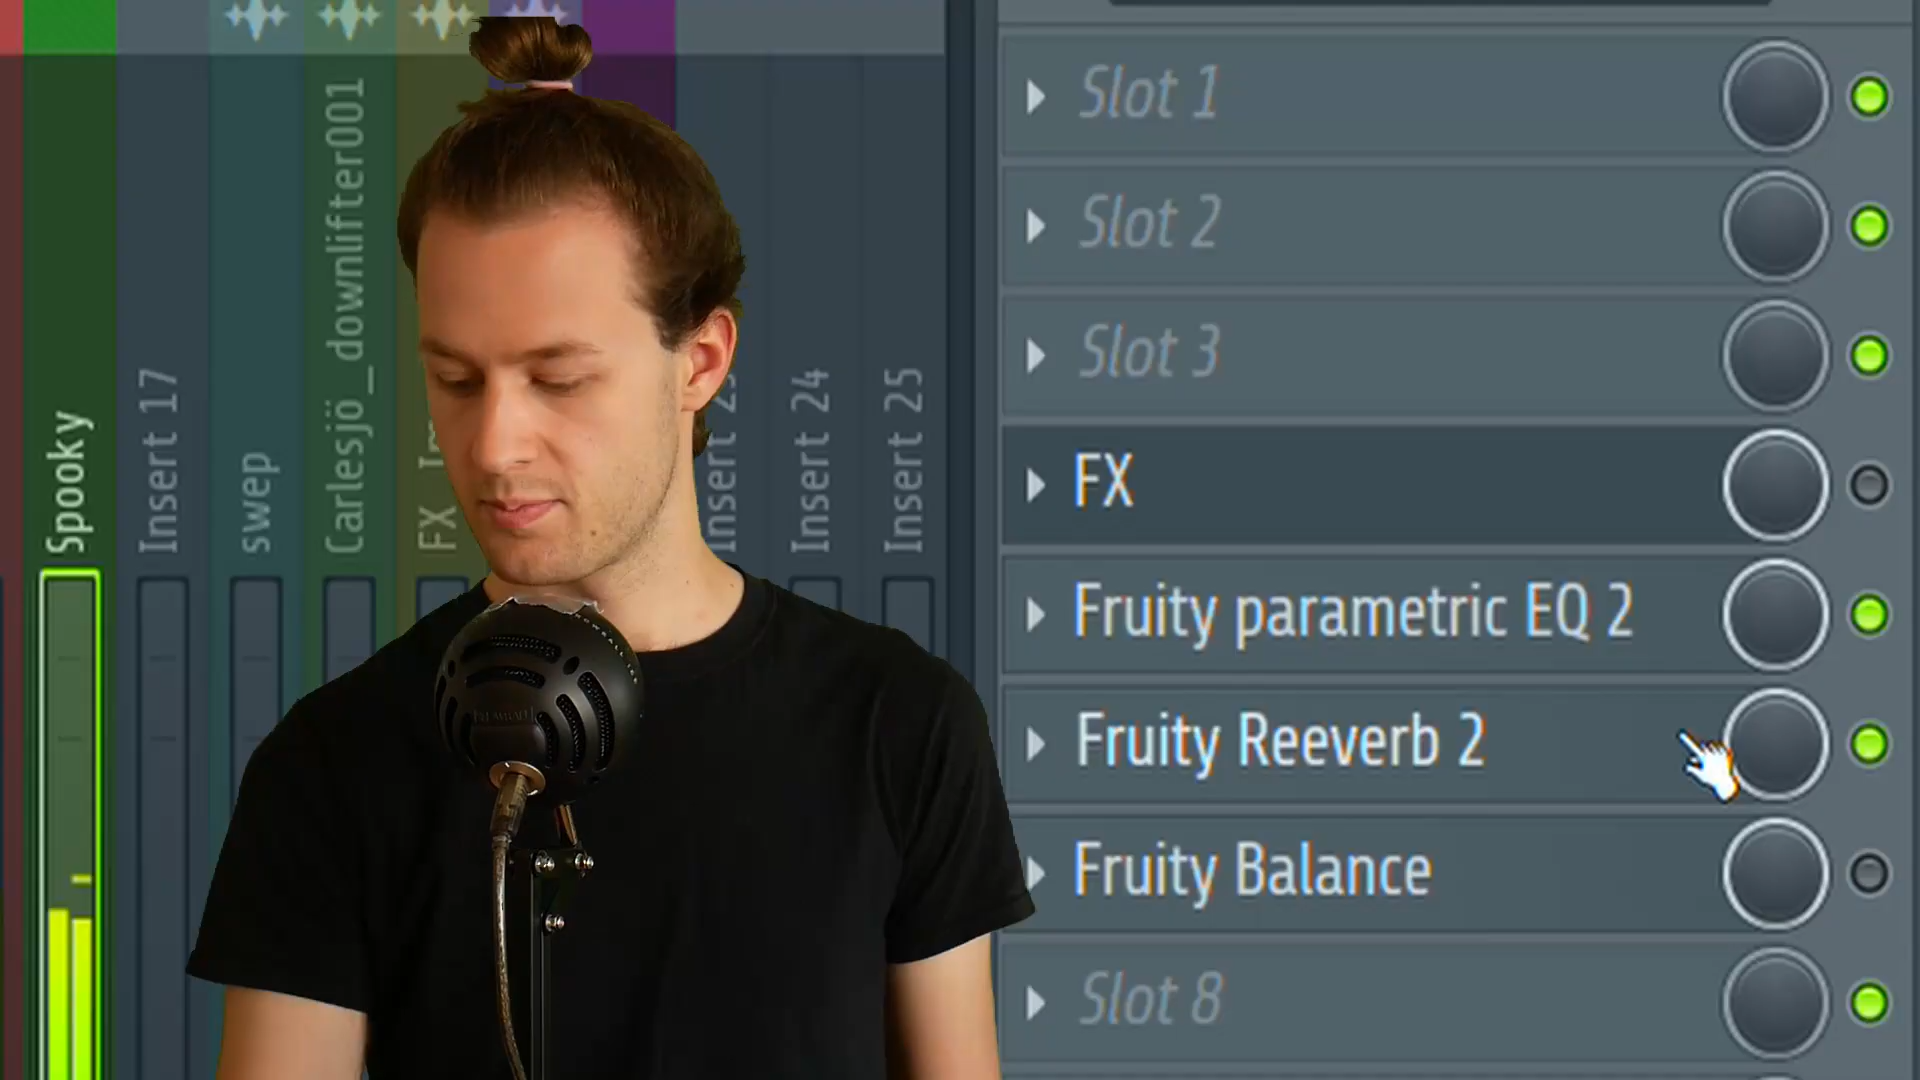 Spooky
Insert 17
swep
Carlesjö_downlifter001
FX
Insert 24
Insert 25
Slot 1
Slot 2
Slot 3
FX
Fruity parametric EQ 2
Fruity Reeverb 2
Fruity Balance
Slot 8